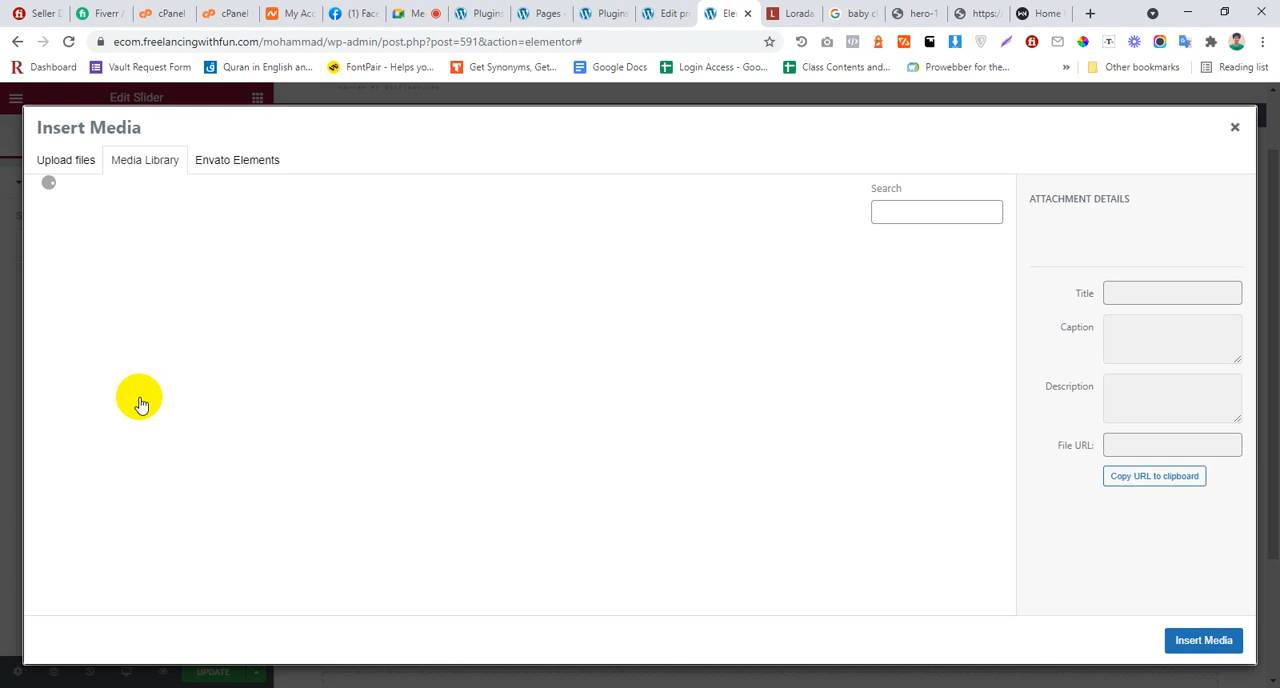 Seller D
Fiverr /
cPanel
cPanel
My Acc
(1) Face
Me
Plugins
Pages
Plugins
Edit pr
Ele
Lorada
baby cl
hero-1
https:/
Home
ecom.freelancingwithfun.com/mohammad/wp-admin/post.php?post=591&action=elementor#
Dashboard
Vault Request Form
Quran in English an...
FontPair - Helps yo...
Get Synonyms, Get...
Google Docs
Login Access - Goo...
Class Contents and...
Prowebber for the...
»
Other bookmarks
Reading list
Edit Slider
Insert Media
Upload files
Media Library
Envato Elements
Search
ATTACHMENT DETAILS
Title
Caption
Description
File URL:
Copy URL to clipboard
Insert Media
UPDATE